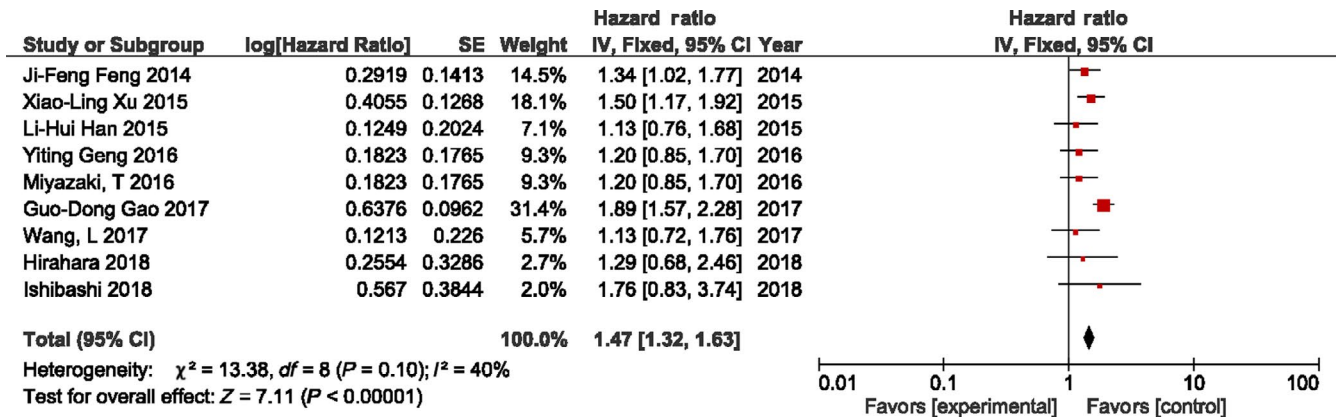 Hazard ratio Hazard ratio
Study or Subgroup log[Hazard Ratio] SE Weight IV, Fixed, 95% CI Year IV, Fixed, 95% CI
Ji-Feng Feng 2014 0.2919 0.1413 14.5% 1.34 [1.02, 1.77] 2014
Xiao-Ling Xu 2015 0.4055 0.1268 18.1% 1.50 [1.17, 1.92] 2015
Li-Hui Han 2015 0.1249 0.2024 7.1% 1.13 [0.76, 1.68] 2015
Yiting Geng 2016 0.1823 0.1765 9.3% 1.20 [0.85, 1.70] 2016
Miyazaki, T 2016 0.1823 0.1765 9.3% 1.20 [0.85, 1.70] 2016
Guo-Dong Gao 2017 0.6376 0.0962 31.4% 1.89 [1.57, 2.28] 2017
Wang, L 2017 0.1213 0.226 5.7% 1.13 [0.72, 1.76] 2017
Hirahara 2018 0.2554 0.3286 2.7% 1.29 [0.68, 2.46] 2018
Ishibashi 2018 0.567 0.3844 2.0% 1.76 [0.83, 3.74] 2018
Total (95% CI) 100.0% 1.47 [1.32, 1.63]
Heterogeneity: χ² = 13.38, df = 8 (P = 0.10); I² = 40%
Test for overall effect: Z = 7.11 (P < 0.00001)
0.01 0.1 1 10 100
Favors [experimental] Favors [control]